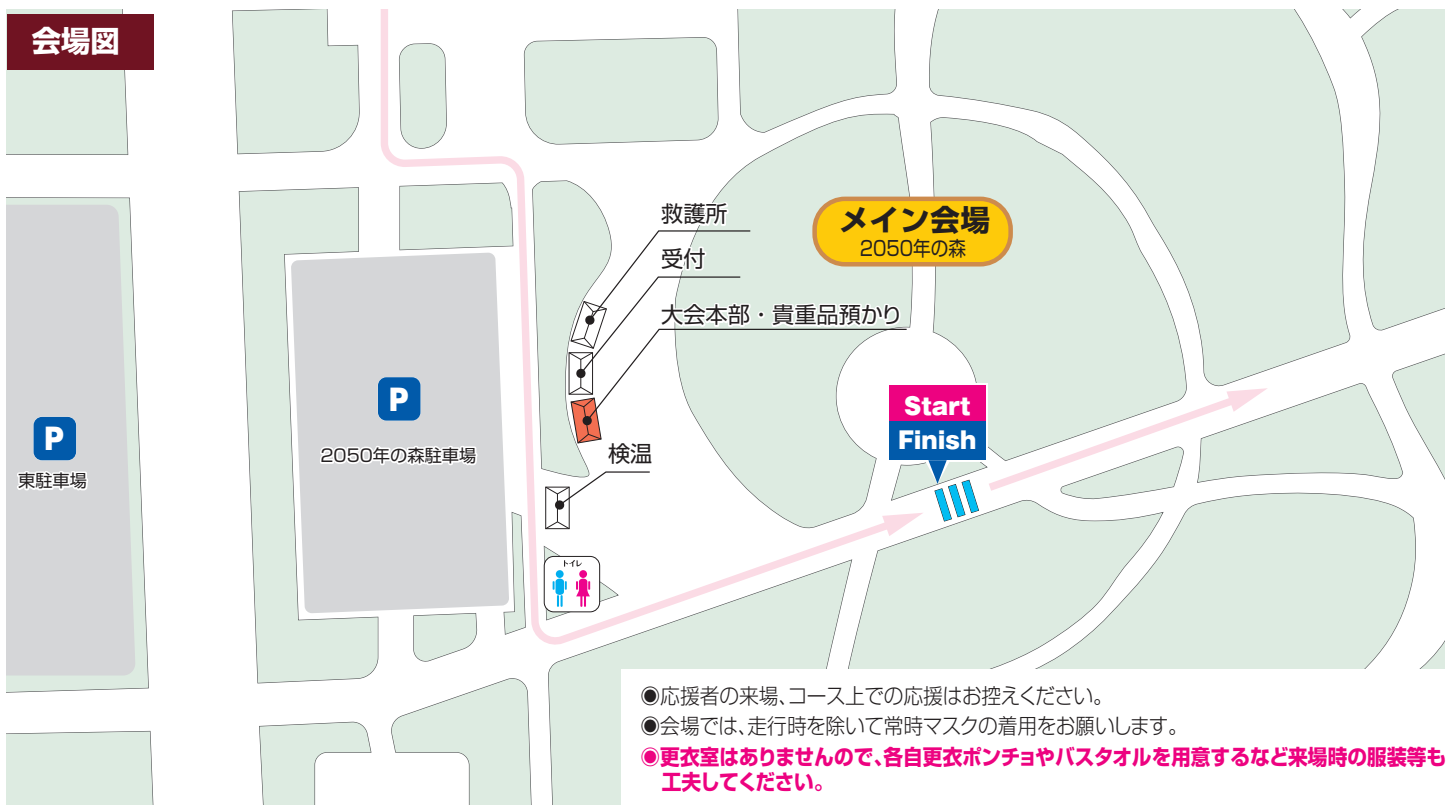 会場図
救護所
受付
大会本部・貴重品預かり
メイン会場
2050年の森
P
東駐車場
P
2050年の森駐車場
検温
Start
Finish
トイレ
◉応援者の来場、コース上での応援はお控えください。
◉会場では、走行時を除いて常時マスクの着用をお願いします。
◉更衣室はありませんので、各自更衣ポンチョやバスタオルを用意するなど来場時の服装等も
工夫してください。